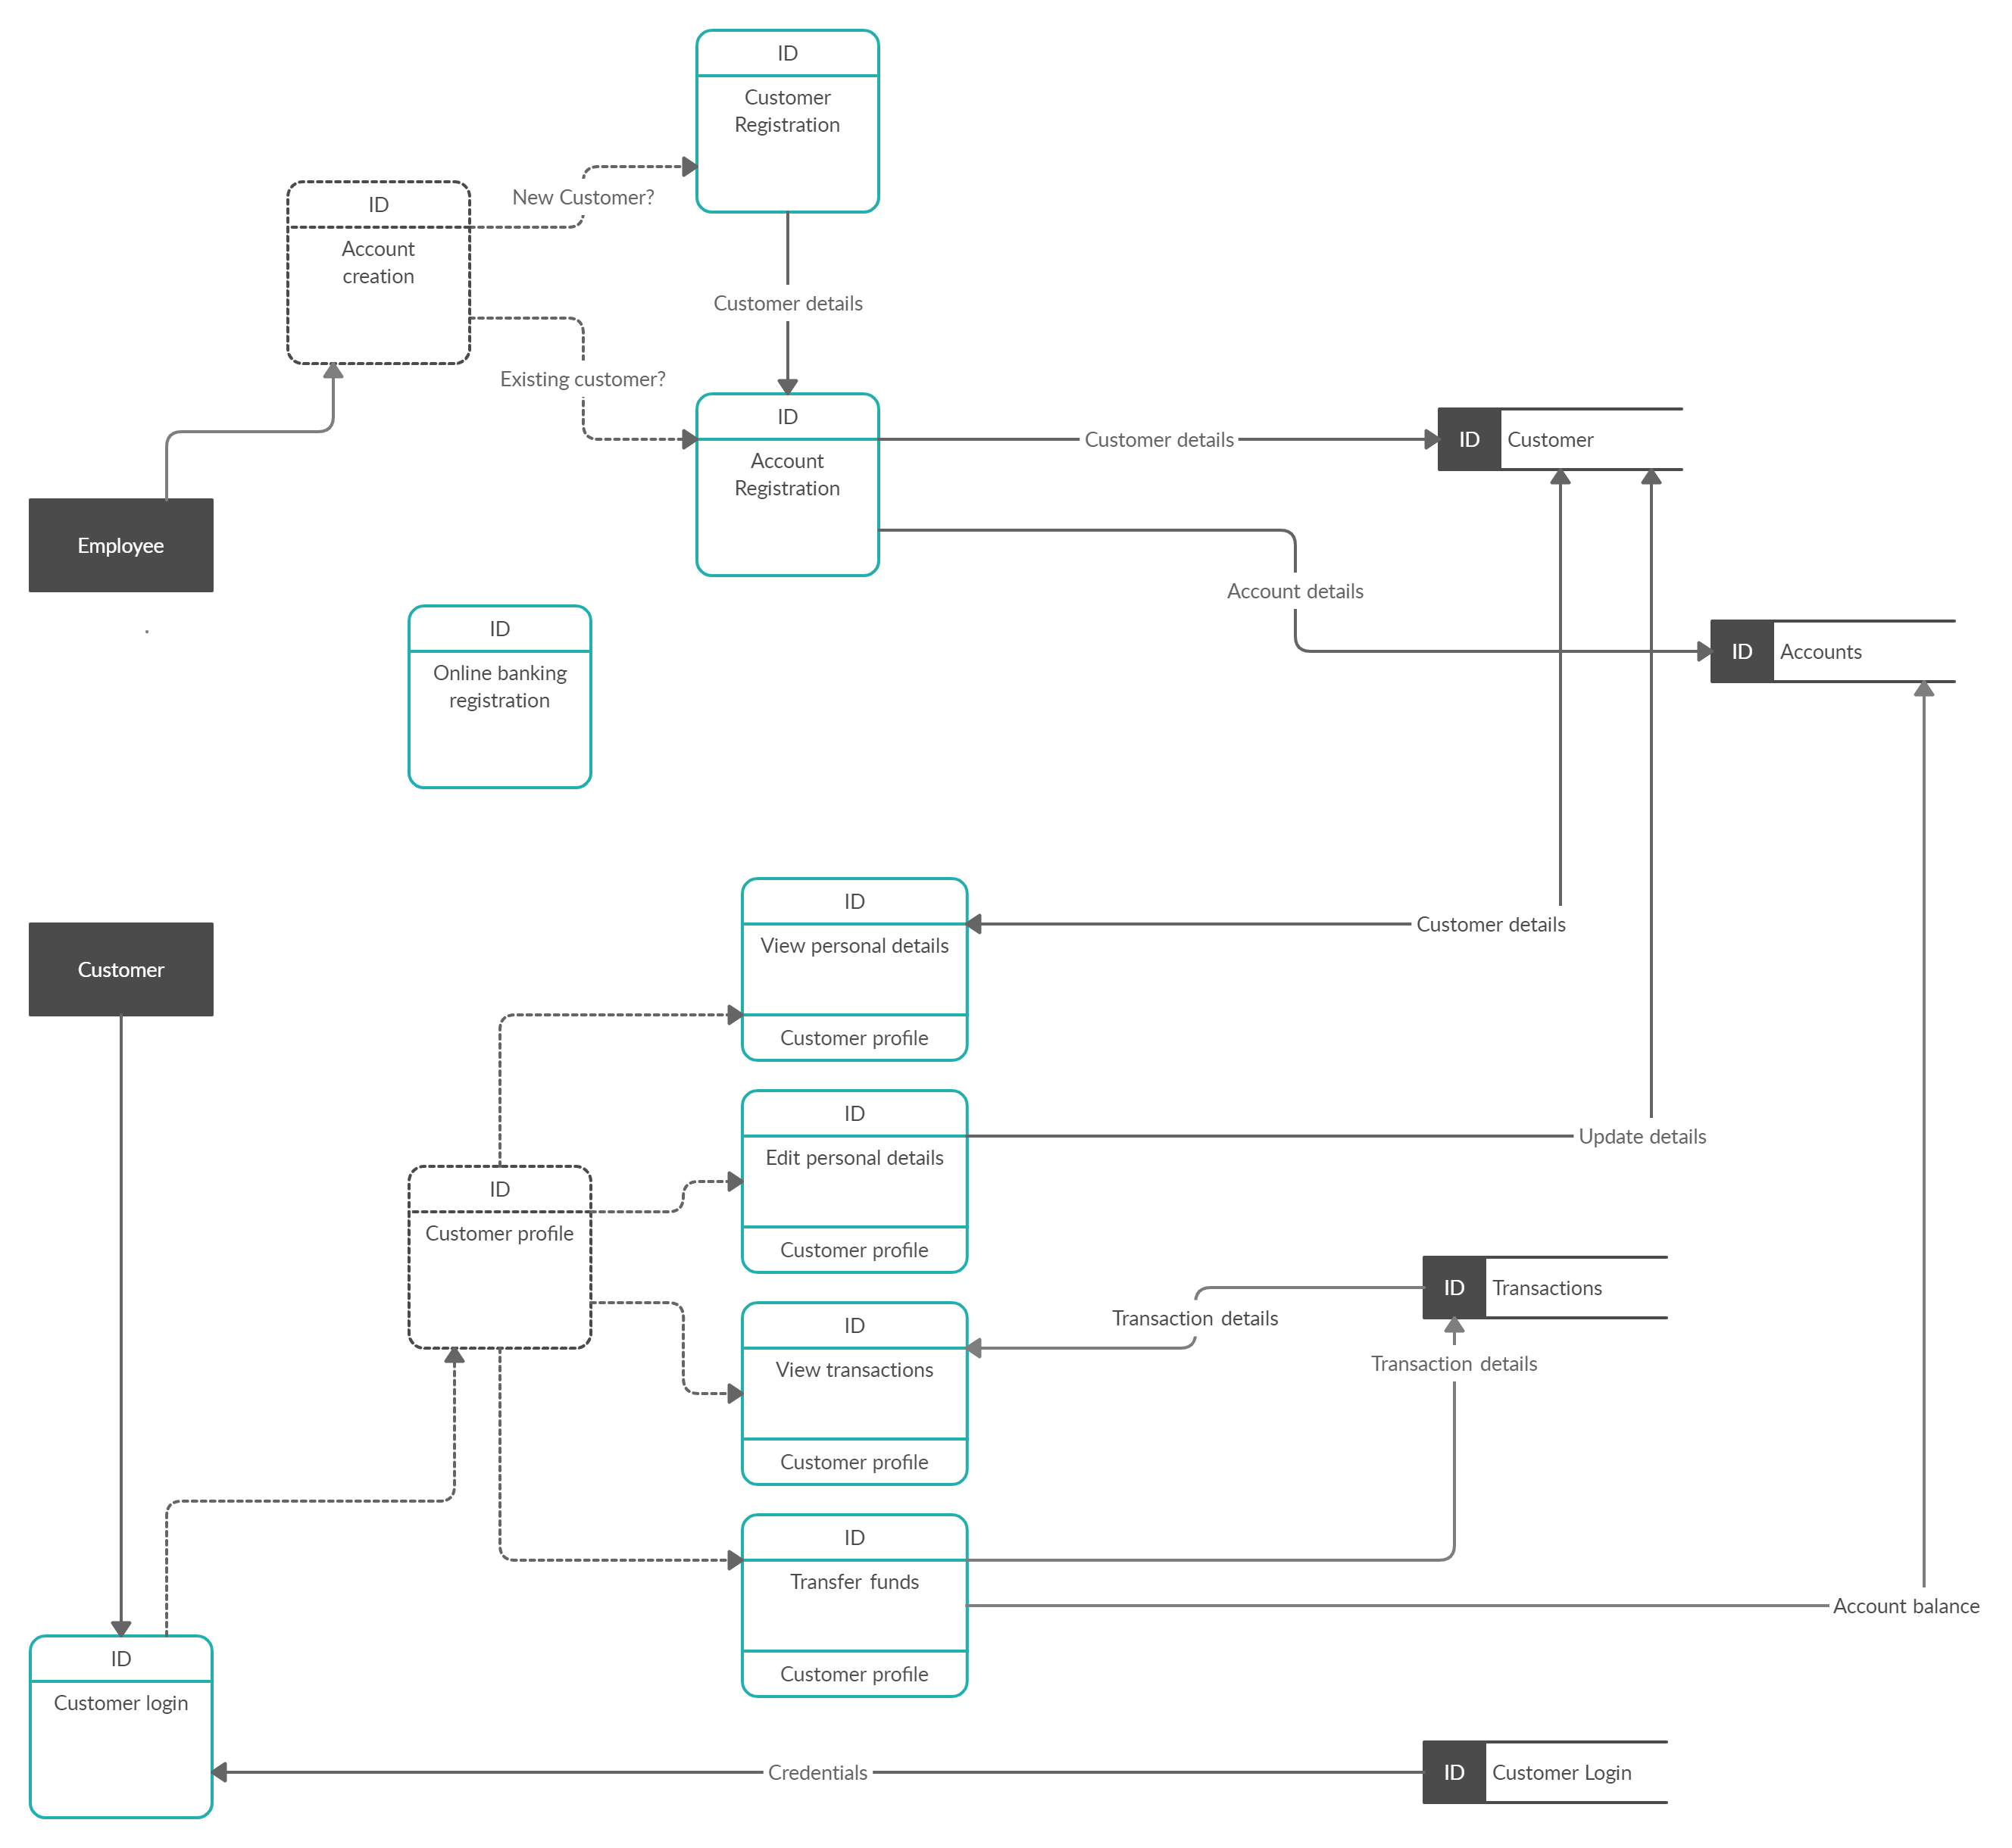 ID
Customer
Registration
New Customer?
ID
Account
creation
Customer details
Existing customer?
ID
Account
Registration
Customer details
ID Customer
Employee
Account details
.
ID
Online banking
registration
ID Accounts
ID
View personal details
Customer profile
Customer details
Customer
ID
Edit personal details
Customer profile
Update details
ID
Customer profile
ID Transactions
Transaction details
ID
View transactions
Customer profile
Transaction details
ID
Transfer funds
Customer profile
Account balance
ID
Customer login
Credentials
ID Customer Login